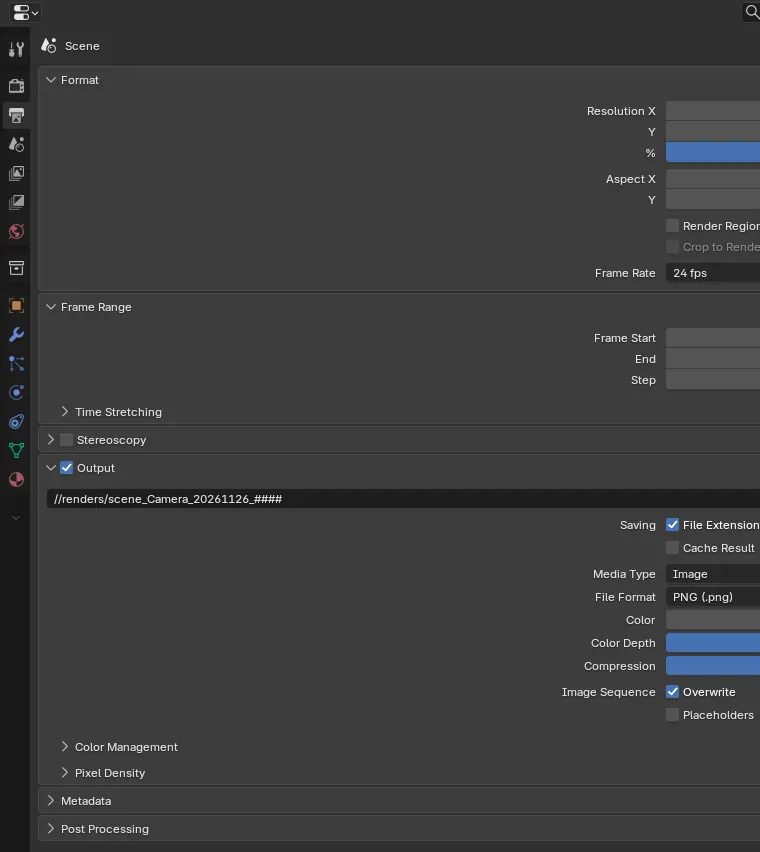 Scene
Format
Resolution X
Y
%
Aspect X
Y
Render Region
Crop to Rende
Frame Rate 24 fps
Frame Range
Frame Start
End
Step
Time Stretching
Stereoscopy
Output
//renders/scene_Camera_20261126_####
Saving File Extension
Cache Result
Media Type Image
File Format PNG (.png)
Color
Color Depth
Compression
Image Sequence Overwrite
Placeholders
Color Management
Pixel Density
Metadata
Post Processing